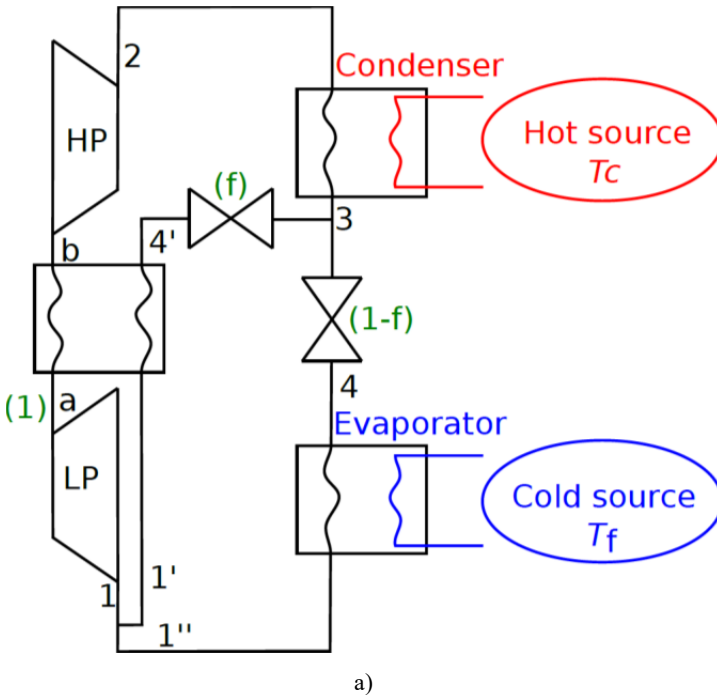 2
Condenser
HP
Hot source
Tc
(f)
3
4'
b
(1-f)
4
(1)
a
Evaporator
LP
Cold source
Tf
1'
1
1''
a)